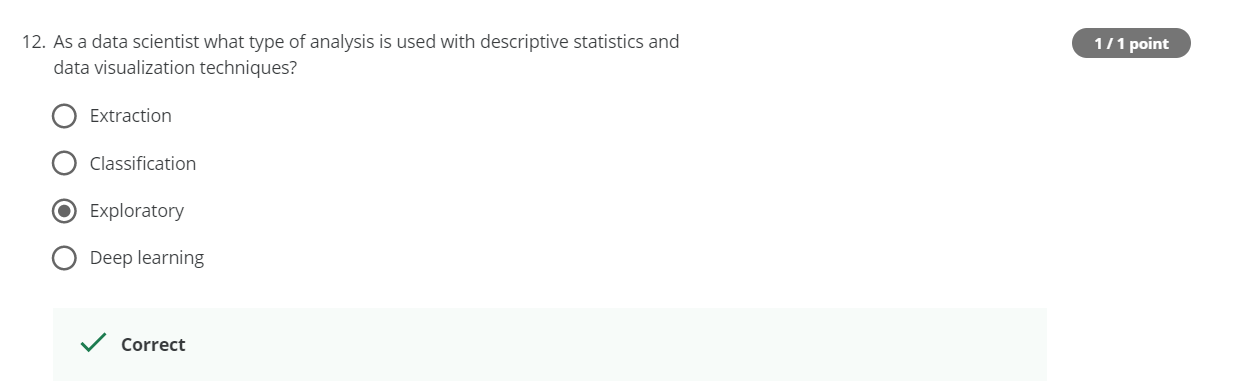 12. As a data scientist what type of analysis is used with descriptive statistics and
data visualization techniques?
1 / 1 point
Extraction
Classification
Exploratory
Deep learning
Correct